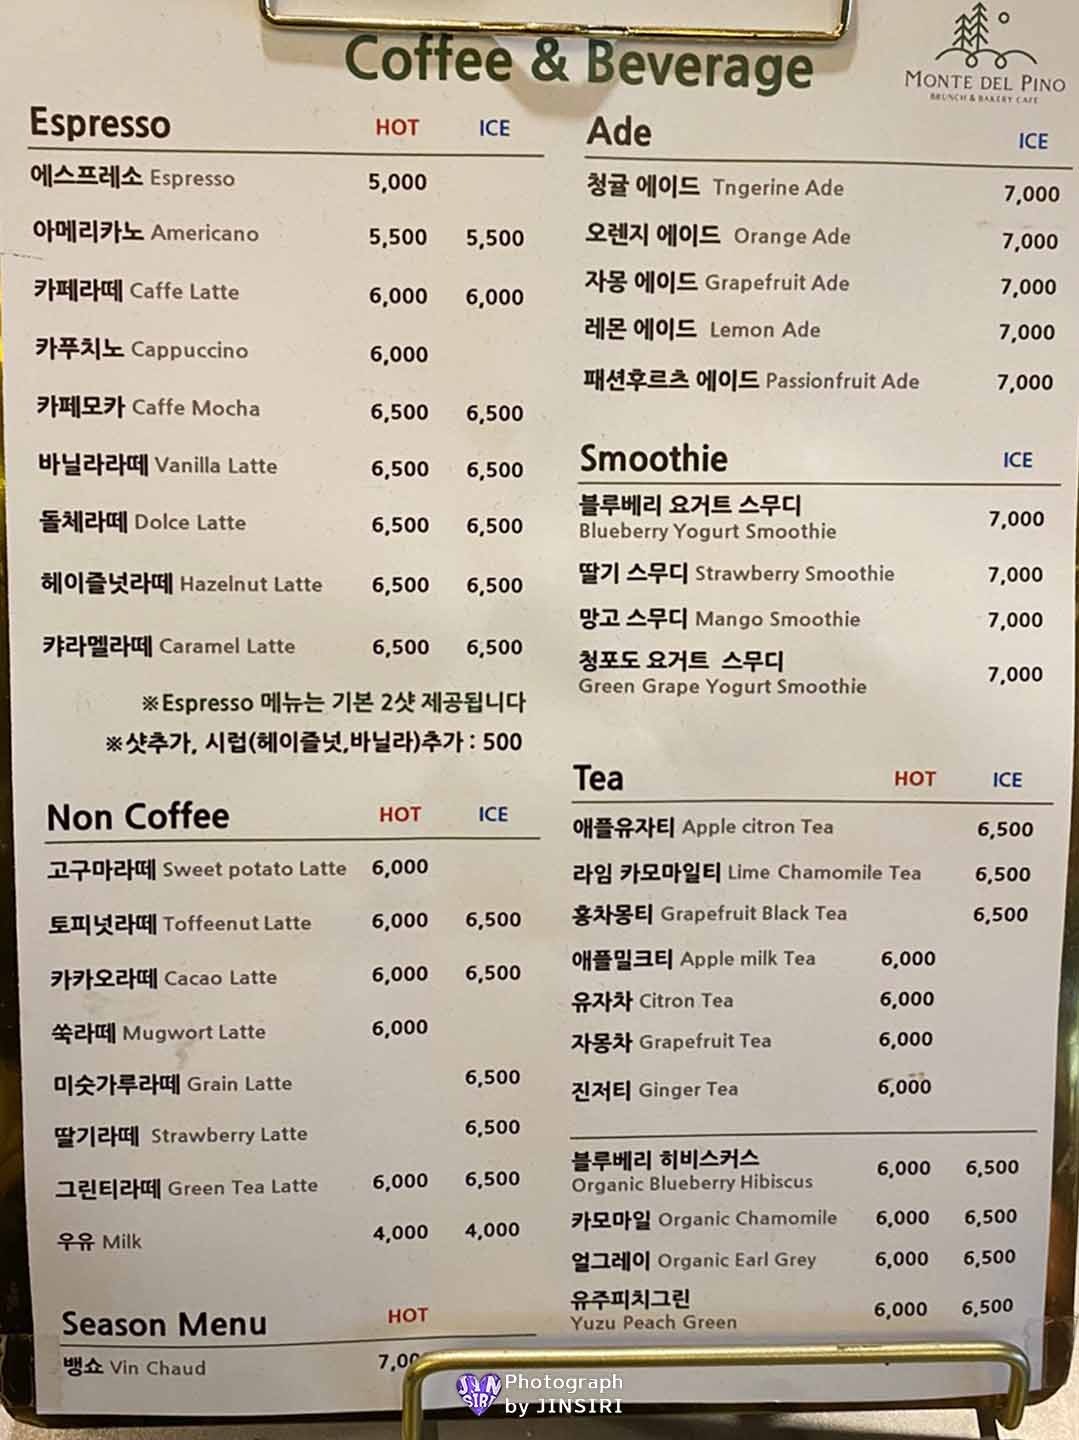 Coffee & Beverage
MONTE DEL PINO
BRUNCH & BAKERY CAFE
Espresso HOT ICE
에스프레소 Espresso 5,000
아메리카노 Americano 5,500 5,500
카페라떼 Caffe Latte 6,000 6,000
카푸치노 Cappuccino 6,000
카페모카 Caffe Mocha 6,500 6,500
바닐라라떼 Vanilla Latte 6,500 6,500
돌체라떼 Dolce Latte 6,500 6,500
헤이즐넛라떼 Hazelnut Latte 6,500 6,500
캬라멜라떼 Caramel Latte 6,500 6,500
※Espresso 메뉴는 기본 2샷 제공됩니다
※샷추가, 시럽(헤이즐넛,바닐라)추가 : 500
Non Coffee HOT ICE
고구마라떼 Sweet potato Latte 6,000
토피넛라떼 Toffeenut Latte 6,000 6,500
카카오라떼 Cacao Latte 6,000 6,500
쑥라떼 Mugwort Latte 6,000
미숫가루라떼 Grain Latte 6,500
딸기라떼 Strawberry Latte 6,500
그린티라떼 Green Tea Latte 6,000 6,500
우유 Milk 4,000 4,000
Season Menu HOT
뱅쇼 Vin Chaud 7,00
Ade ICE
청귤 에이드 Tngerine Ade 7,000
오렌지 에이드 Orange Ade 7,000
자몽 에이드 Grapefruit Ade 7,000
레몬 에이드 Lemon Ade 7,000
패션후르츠 에이드 Passionfruit Ade 7,000
Smoothie ICE
블루베리 요거트 스무디
Blueberry Yogurt Smoothie 7,000
딸기 스무디 Strawberry Smoothie 7,000
망고 스무디 Mango Smoothie 7,000
청포도 요거트 스무디
Green Grape Yogurt Smoothie 7,000
Tea HOT ICE
애플유자티 Apple citron Tea 6,500
라임 카모마일티 Lime Chamomile Tea 6,500
홍차몽티 Grapefruit Black Tea 6,500
애플밀크티 Apple milk Tea 6,000
유자차 Citron Tea 6,000
자몽차 Grapefruit Tea 6,000
진저티 Ginger Tea 6,000
블루베리 히비스커스
Organic Blueberry Hibiscus 6,000 6,500
카모마일 Organic Chamomile 6,000 6,500
얼그레이 Organic Earl Grey 6,000 6,500
유주피치그린
Yuzu Peach Green 6,000 6,500
JIN
SIRI
Photograph
by JINSIRI